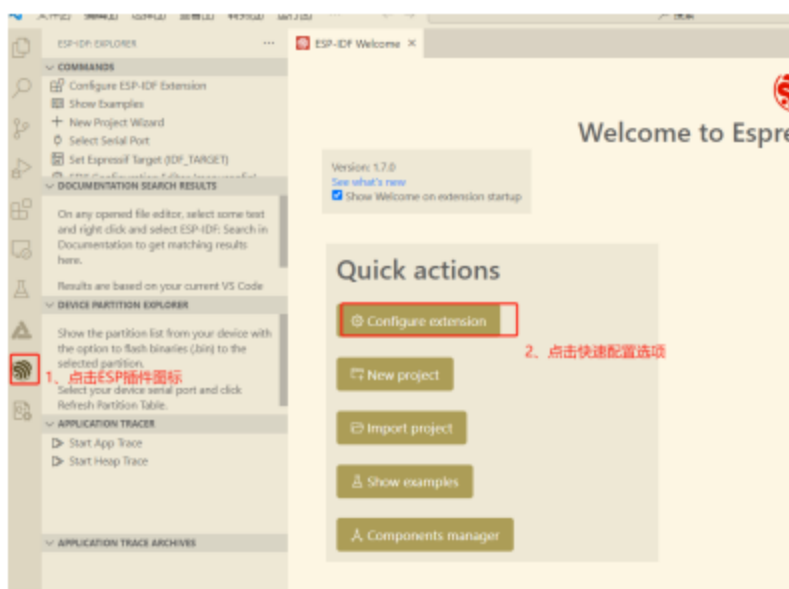 搜索
ESP-IDF: EXPLORER
ESP-IDF Welcome
COMMANDS
Configure ESP-IDF Extension
Show Examples
New Project Wizard
Select Serial Port
Set Espressif Target (IDF_TARGET)
DOCUMENTATION SEARCH RESULTS
On any opened file editor, select some text
and right click and select ESP-IDF: Search in
Documentation to get matching results
here.
Results are based on your current VS Code
DEVICE PARTITION EXPLORER
Show the partition list from your device with
the option to flash binaries (.bin) to the
selected partition.
1、点击ESP插件图标
Select your device serial port and click
Refresh Partition Table.
APPLICATION TRACER
Start App Trace
Start Heap Trace
APPLICATION TRACE ARCHIVES
Welcome to Espre
Version: 1.7.0
See what's new
Show Welcome on extension startup
Quick actions
Configure extension
2、点击快速配置选项
New project
Import project
Show examples
Components manager